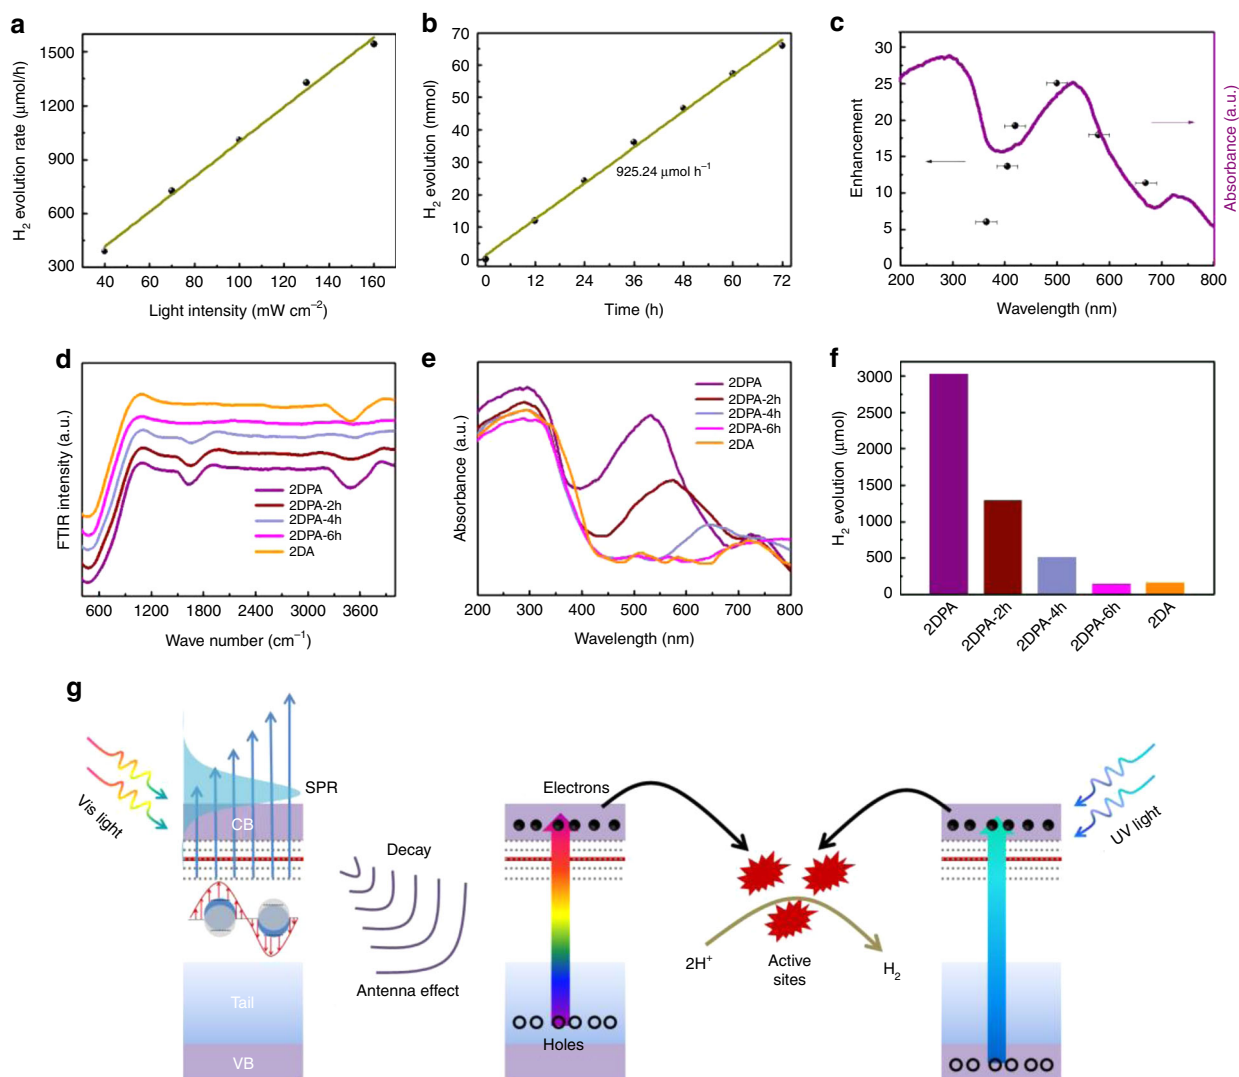 a
H2 evolution rate (μmol/h)
1500
1200
900
600
300
40 60 80 100 120 140 160
Light intensity (mW cm−2)
b
H2 evolution (mmol)
70
60
50
40
30
20
10
0
925.24 μmol h−1
0 12 24 36 48 60 72
Time (h)
c
Enhancement
30
25
20
15
10
5
0
200 300 400 500 600 700 800
Wavelength (nm)
Absorbance (a.u.)
d
FTIR intensity (a.u.)
2DPA
2DPA-2h
2DPA-4h
2DPA-6h
2DA
600 1200 1800 2400 3000 3600
Wave number (cm−1)
e
Absorbance (a.u.)
2DPA
2DPA-2h
2DPA-4h
2DPA-6h
2DA
200 300 400 500 600 700 800
Wavelength (nm)
f
H2 evolution (μmol)
3000
2500
2000
1500
1000
500
0
2DPA
2DPA-2h
2DPA-4h
2DPA-6h
2DA
g
Vis light
SPR
CB
Tail
VB
Decay
Antenna effect
Electrons
Holes
2H+
Active
sites
H2
UV light